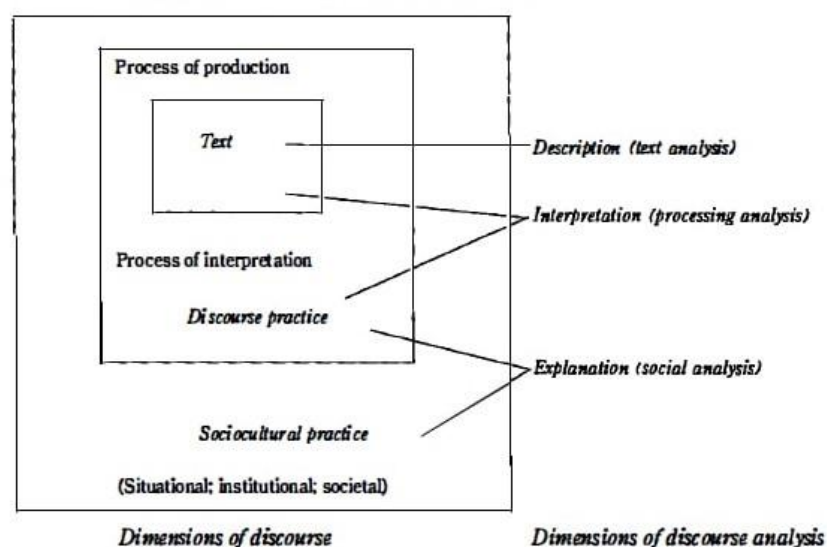 Process of production
Text
Description (text analysis)
Interpretation (processing analysis)
Process of interpretation
Discourse practice
Explanation (social analysis)
Sociocultural practice
(Situational; institutional; societal)
Dimensions of discourse
Dimensions of discourse analysis